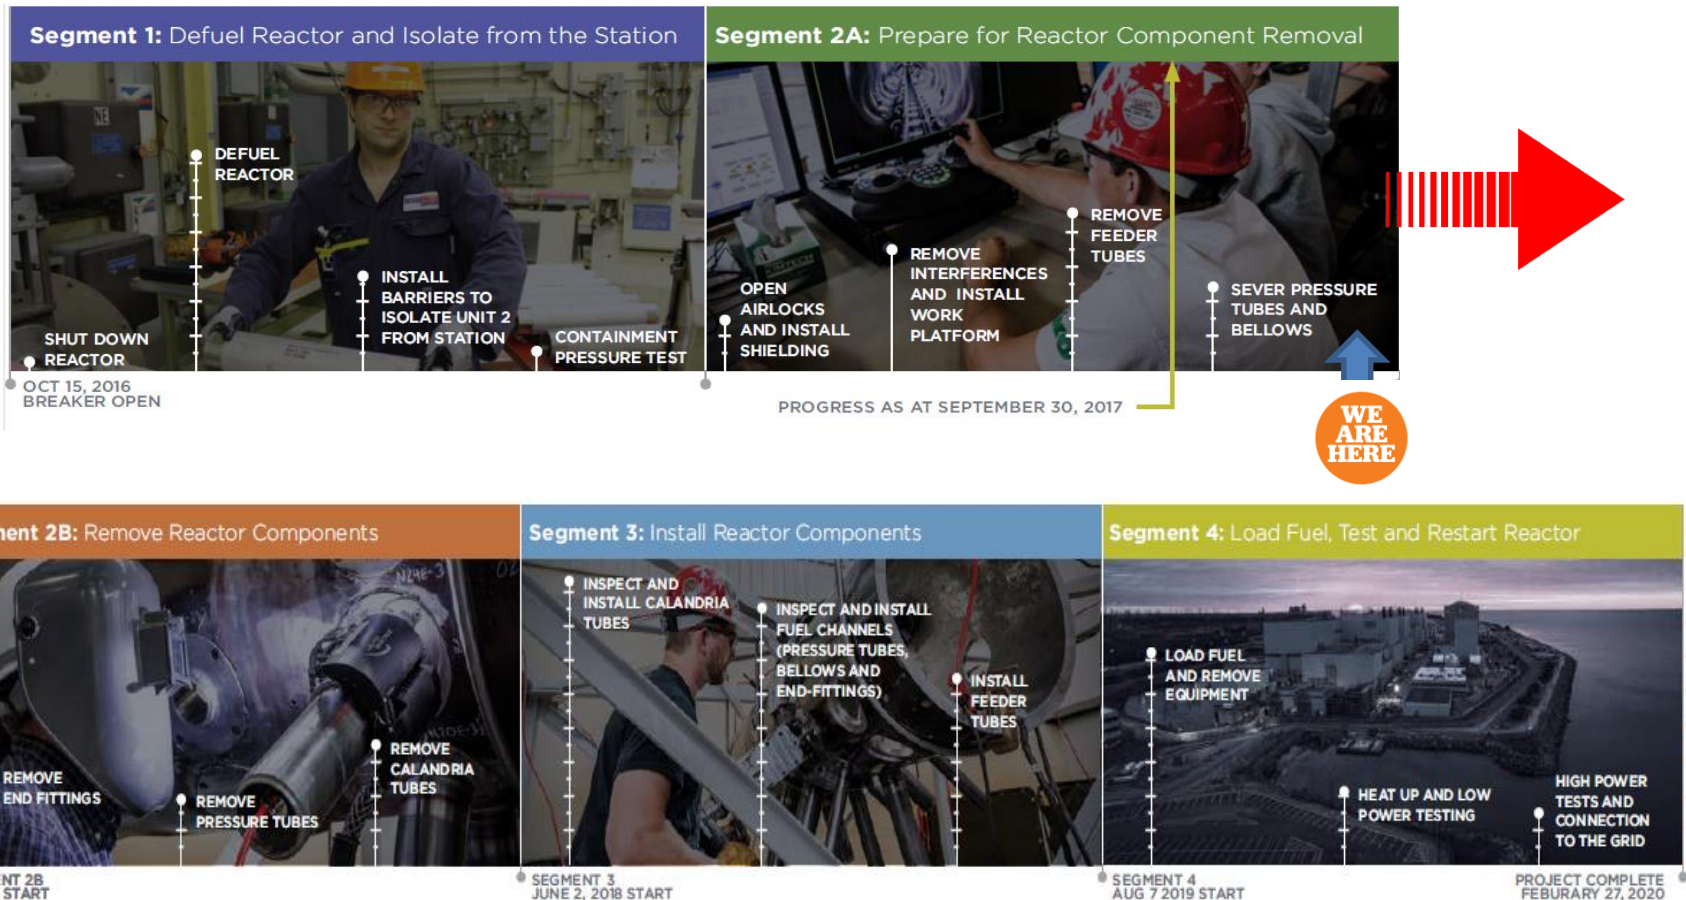 Segment 1: Defuel Reactor and Isolate from the Station
SHUT DOWN
REACTOR
DEFUEL
REACTOR
INSTALL
BARRIERS TO
ISOLATE UNIT 2
FROM STATION
CONTAINMENT
PRESSURE TEST
OCT 15, 2016
BREAKER OPEN
Segment 2A: Prepare for Reactor Component Removal
OPEN
AIRLOCKS
AND INSTALL
SHIELDING
REMOVE
INTERFERENCES
AND INSTALL
WORK
PLATFORM
REMOVE
FEEDER
TUBES
SEVER PRESSURE
TUBES AND
BELLOWS
PROGRESS AS AT SEPTEMBER 30, 2017
WE
ARE
HERE
ment 2B: Remove Reactor Components
REMOVE
END FITTINGS
REMOVE
PRESSURE TUBES
REMOVE
CALANDRIA
TUBES
NT 2B
START
Segment 3: Install Reactor Components
INSPECT AND
INSTALL CALANDRIA
TUBES
INSPECT AND INSTALL
FUEL CHANNELS
(PRESSURE TUBES,
BELLOWS AND
END-FITTINGS)
INSTALL
FEEDER
TUBES
SEGMENT 3
JUNE 2, 2018 START
Segment 4: Load Fuel, Test and Restart Reactor
LOAD FUEL
AND REMOVE
EQUIPMENT
HEAT UP AND LOW
POWER TESTING
HIGH POWER
TESTS AND
CONNECTION
TO THE GRID
SEGMENT 4
AUG 7 2019 START
PROJECT COMPLETE
FEBURARY 27, 2020